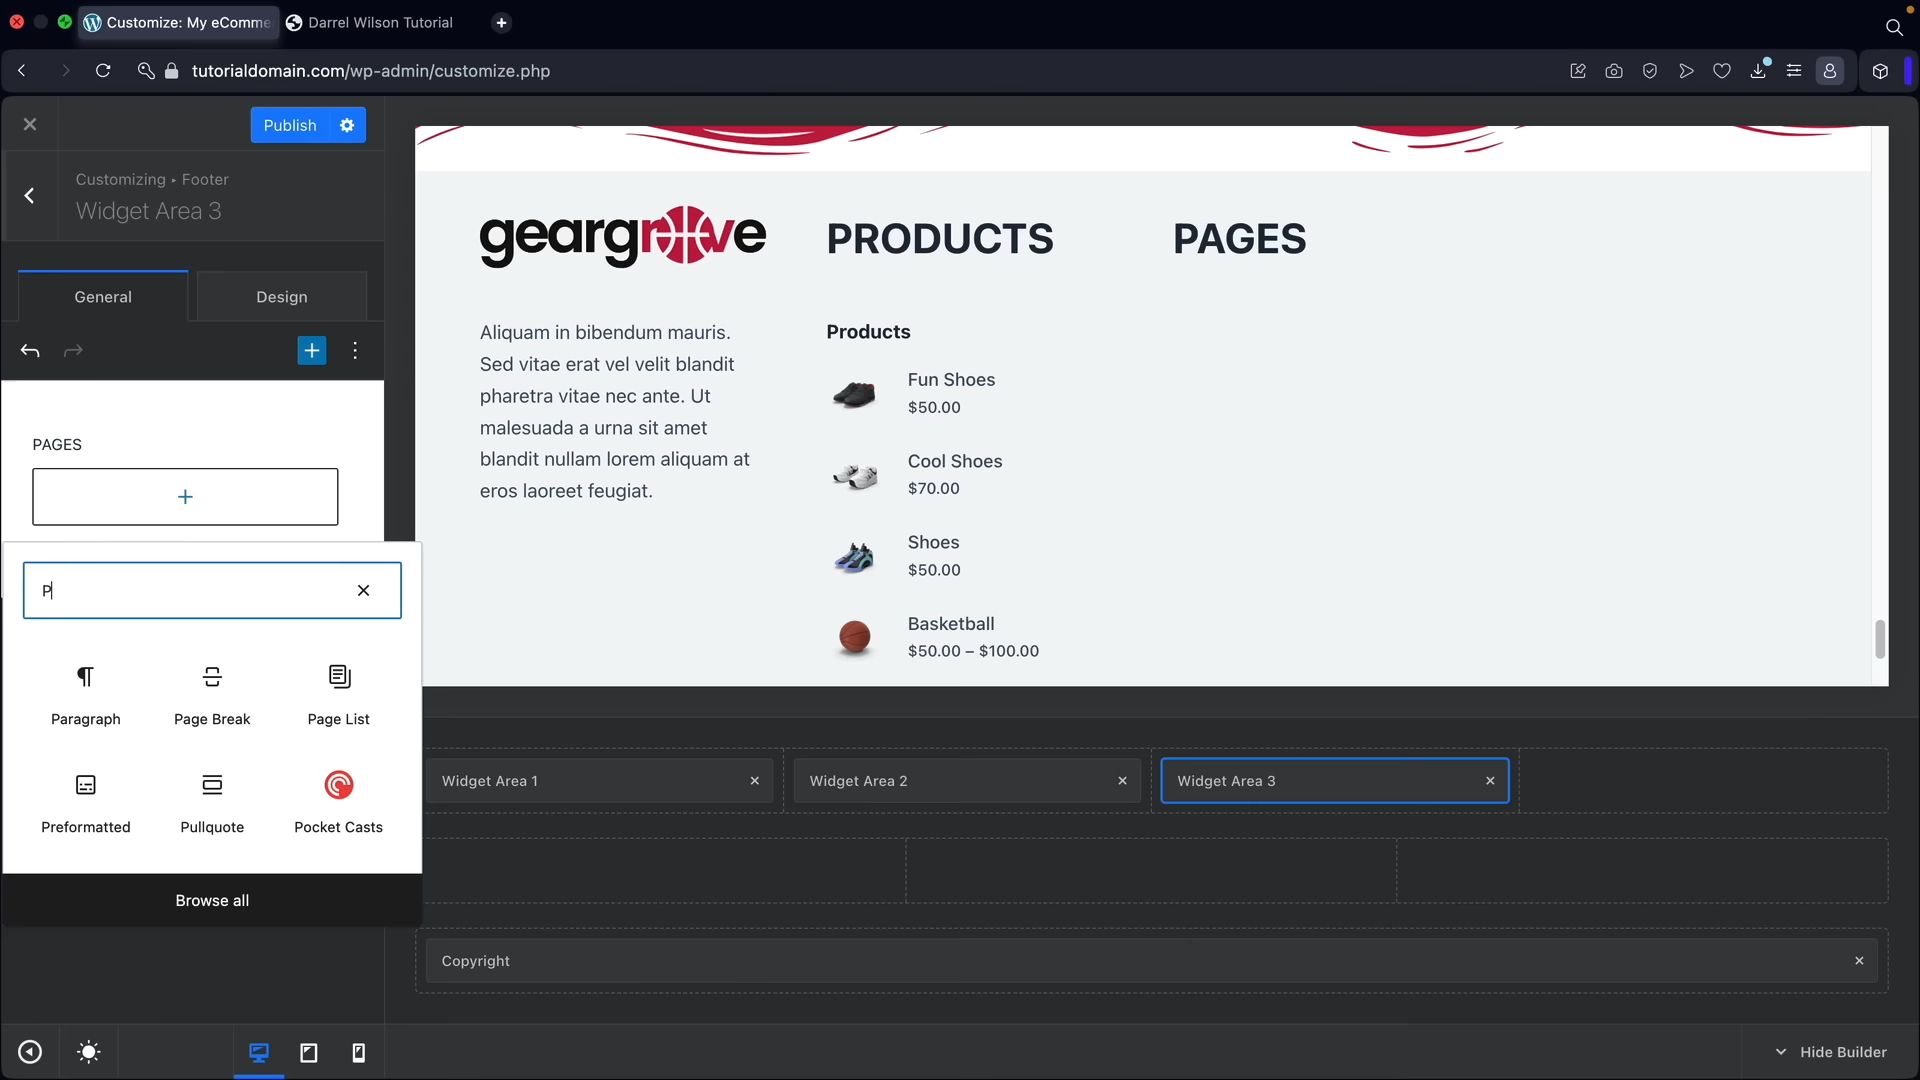 Customize: My eComme
Darrel Wilson Tutorial
tutorialdomain.com/wp-admin/customize.php
Publish
Customizing ▸ Footer
Widget Area 3
General
Design
PAGES
P
Paragraph
Page Break
Page List
Preformatted
Pullquote
Pocket Casts
Browse all
geargroove
PRODUCTS
PAGES
Aliquam in bibendum mauris.
Sed vitae erat vel velit blandit
pharetra vitae nec ante. Ut
malesuada a urna sit amet
blandit nullam lorem aliquam at
eros laoreet feugiat.
Products
Fun Shoes
$50.00
Cool Shoes
$70.00
Shoes
$50.00
Basketball
$50.00 – $100.00
Widget Area 1
Widget Area 2
Widget Area 3
Copyright
Hide Builder